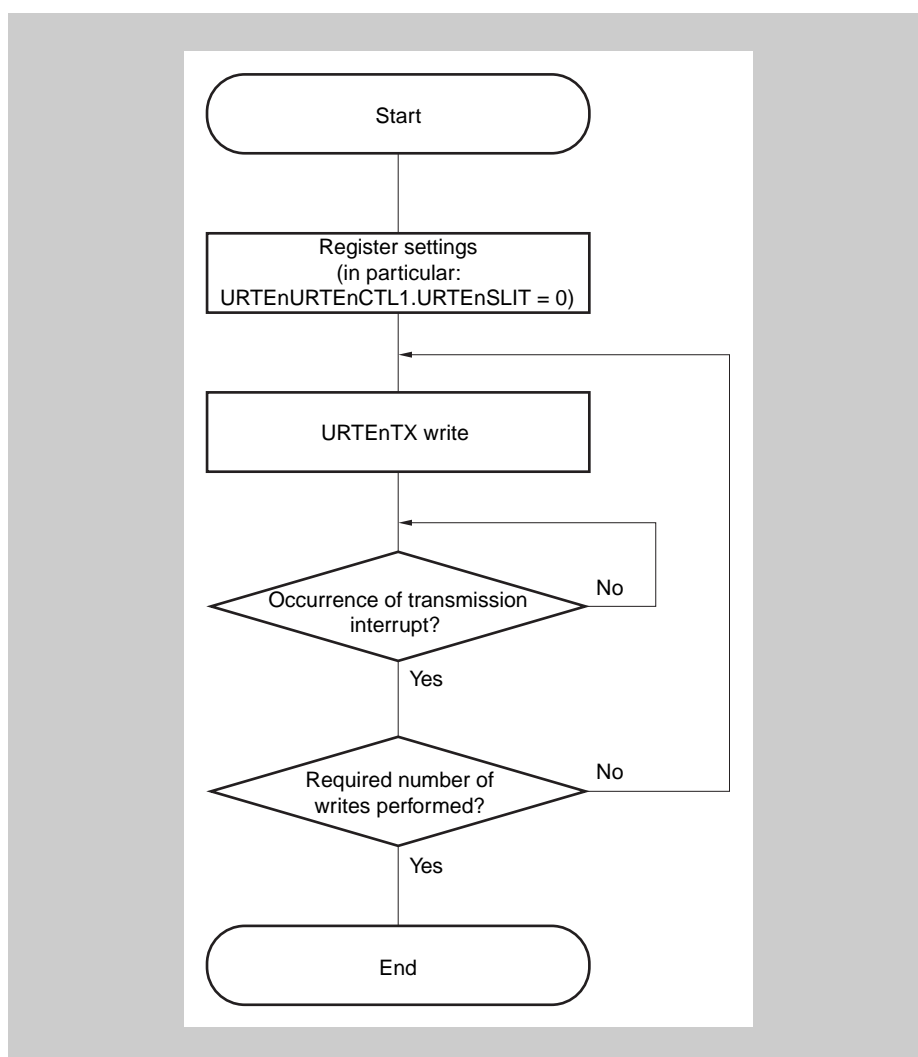 Start
Register settings
(in particular:
URTEnURTEnCTL1.URTEnSLIT = 0)
URTEnTX write
Occurrence of transmission
interrupt?
No
Yes
Required number of
writes performed?
No
Yes
End